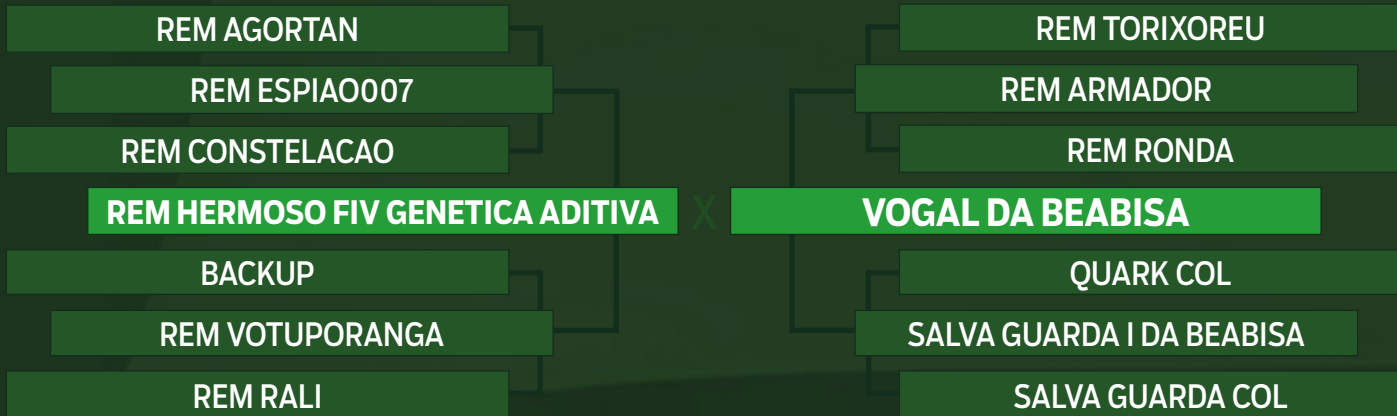 REM AGORTAN
REM ESPIAO007
REM CONSTELACAO
REM HERMOSO FIV GENETICA ADITIVA
BACKUP
REM VOTUPORANGA
REM RALI
X
REM TORIXOREU
REM ARMADOR
REM RONDA
VOGAL DA BEABISA
QUARK COL
SALVA GUARDA I DA BEABISA
SALVA GUARDA COL